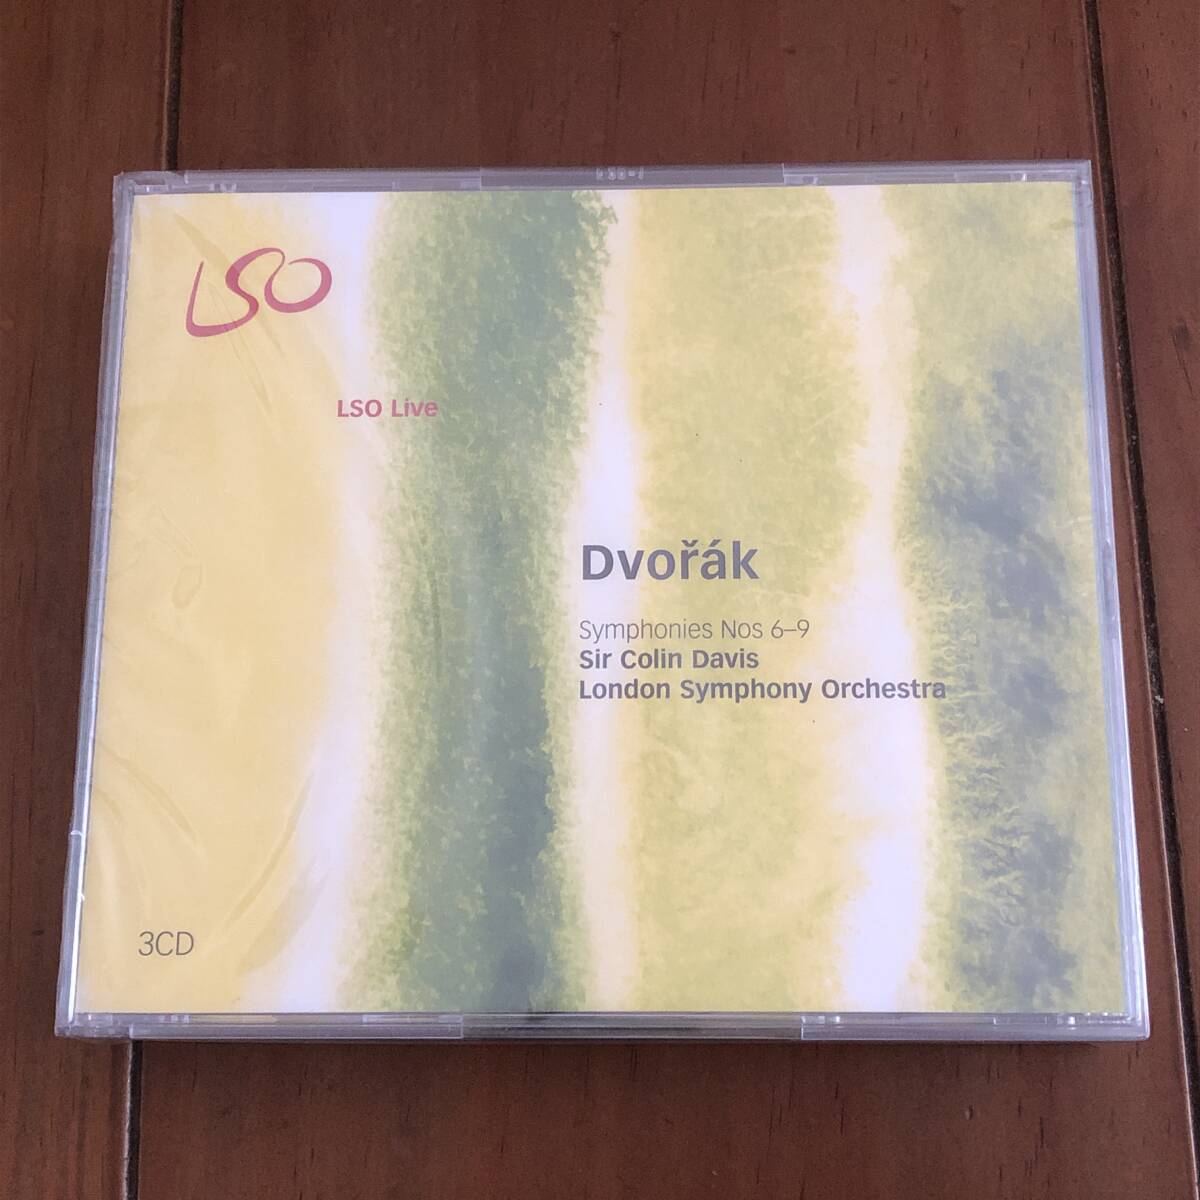 LSO
LSO Live
Dvořák
Symphonies Nos 6–9
Sir Colin Davis
London Symphony Orchestra
3CD